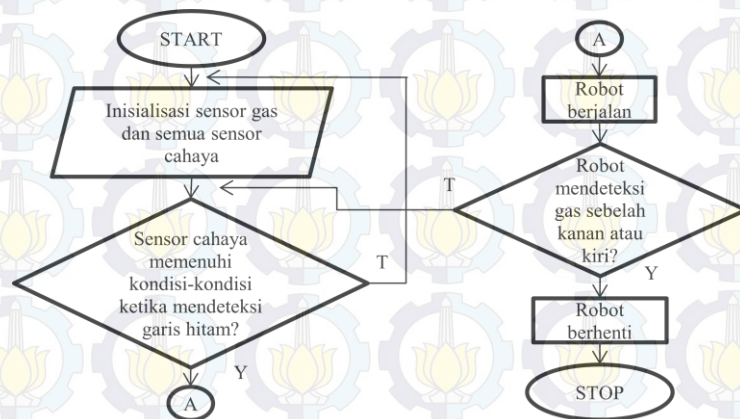 START
Inisialisasi sensor gas
dan semua sensor
cahaya
Sensor cahaya
memenuhi
kondisi-kondisi
ketika mendeteksi
garis hitam?
T
Y
A
A
Robot
berjalan
Robot
mendeteksi
gas sebelah
kanan atau
kiri?
T
Y
Robot
berhenti
STOP